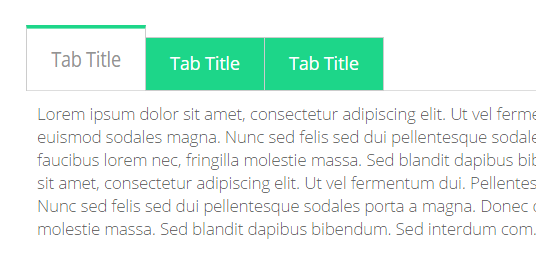 Tab Title
Tab Title
Tab Title
Lorem ipsum dolor sit amet, consectetur adipiscing elit. Ut vel ferme
euismod sodales magna. Nunc sed felis sed dui pellentesque sodale
faucibus lorem nec, fringilla molestie massa. Sed blandit dapibus bib
sit amet, consectetur adipiscing elit. Ut vel fermentum dui. Pellentes
Nunc sed felis sed dui pellentesque sodales porta a magna. Donec
molestie massa. Sed blandit dapibus bibendum. Sed interdum com.